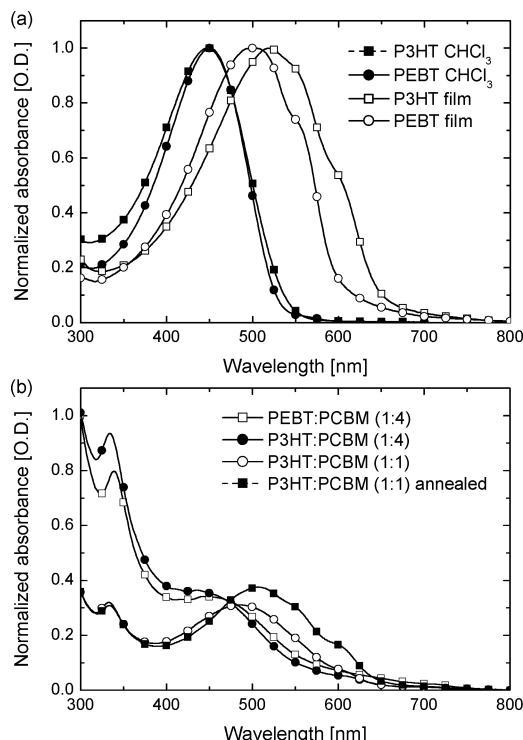 (a)
P3HT CHCl3
PEBT CHCl3
P3HT film
PEBT film
1.0
0.8
0.6
0.4
0.2
0.0
Normalized absorbance [O.D.]
300 400 500 600 700 800
Wavelength [nm]
(b)
PEBT:PCBM (1:4)
P3HT:PCBM (1:4)
P3HT:PCBM (1:1)
P3HT:PCBM (1:1) annealed
1.0
0.8
0.6
0.4
0.2
0.0
Normalized absorbance [O.D.]
300 400 500 600 700 800
Wavelength [nm]